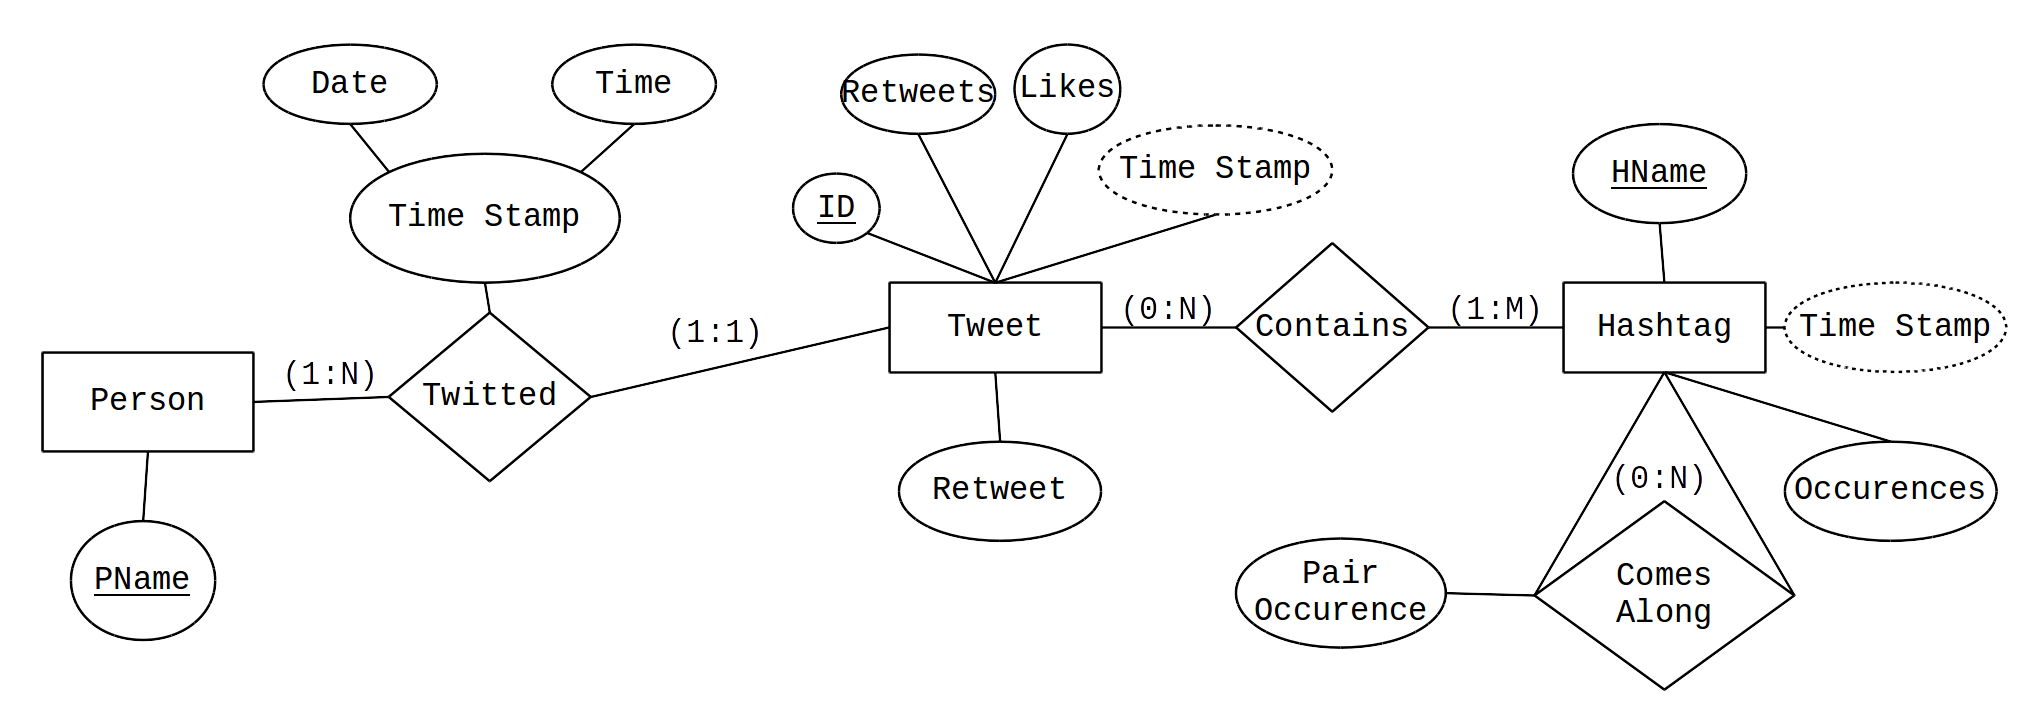 Date
Time
Retweets
Likes
Time Stamp
HName
ID
Time Stamp
(0:N)
(1:M)
Tweet
Contains
Hashtag
Time Stamp
(1:1)
(1:N)
Person
Twitted
Retweet
(0:N)
Occurences
PName
Pair
Occurence
Comes
Along